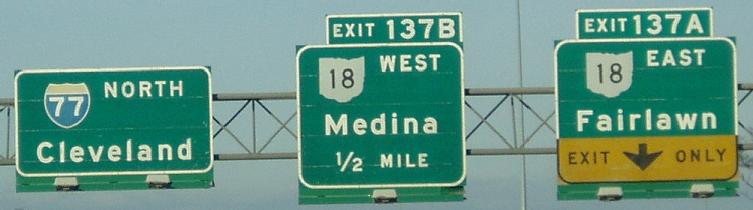 77 NORTH
Cleveland
EXIT 137B
18 WEST
Medina
½ MILE
EXIT 137A
18 EAST
Fairlawn
EXIT ONLY